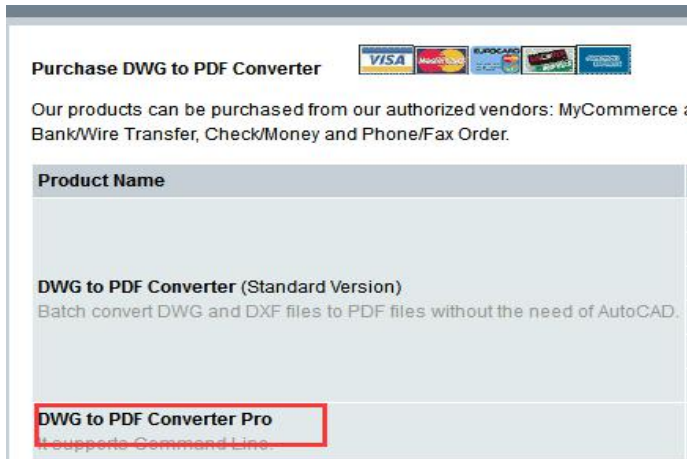 Purchase DWG to PDF Converter VISA MasterCard EUROCARD
Our products can be purchased from our authorized vendors: MyCommerce
Bank/Wire Transfer, Check/Money and Phone/Fax Order.
Product Name
DWG to PDF Converter (Standard Version)
Batch convert DWG and DXF files to PDF files without the need of AutoCAD.
DWG to PDF Converter Pro
It supports Command Line.